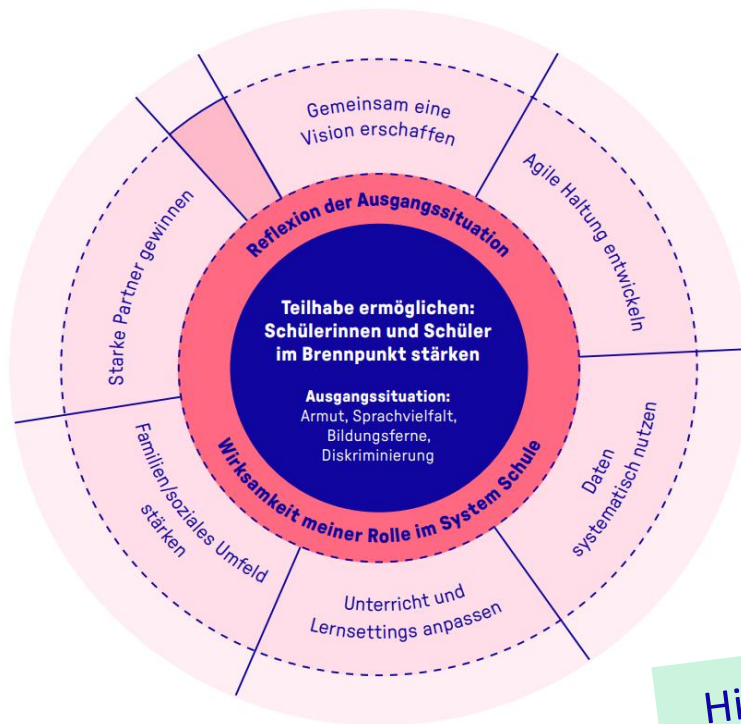 Gemeinsam eine
Vision erschaffen
Agile Haltung entwickeln
Daten
systematisch nutzen
Unterricht und
Lernsettings anpassen
Familien/soziales Umfeld
stärken
Starke Partner gewinnen
Reflexion der Ausgangssituation
Wirksamkeit meiner Rolle im System Schule
Teilhabe ermöglichen:
Schülerinnen und Schüler
im Brennpunkt stärken
Ausgangssituation:
Armut, Sprachvielfalt,
Bildungsferne,
Diskriminierung
Hi